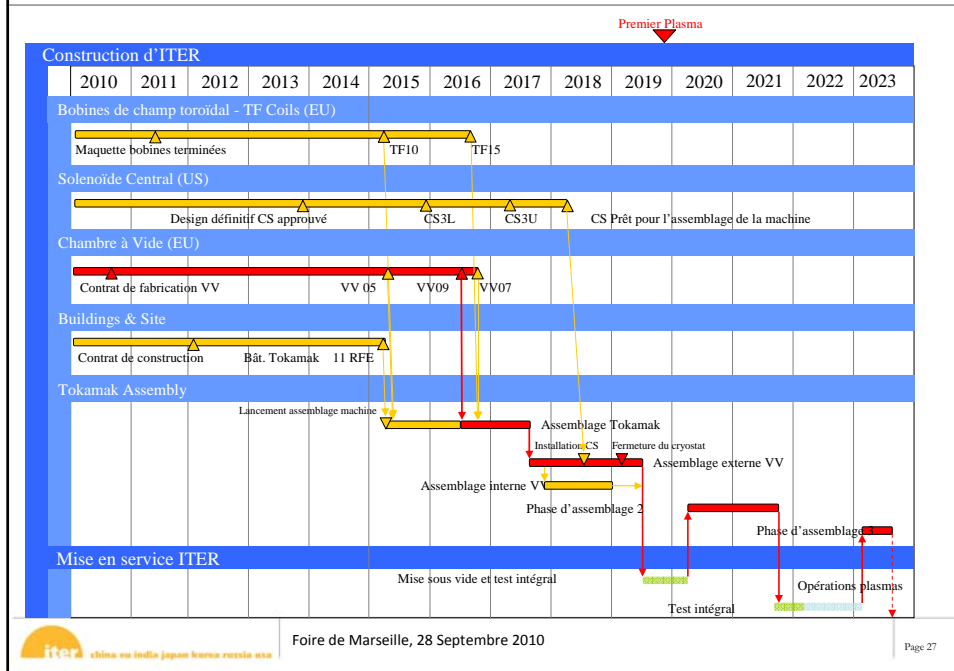 Premier Plasma
Construction d'ITER
2010 2011 2012 2013 2014 2015 2016 2017 2018 2019 2020 2021 2022 2023
Bobines de champ toroïdal - TF Coils (EU)
Maquette bobines terminées TF10 TF15
Solenoïde Central (US)
Design définitif CS approuvé CS3L CS3U CS Prêt pour l'assemblage de la machine
Chambre à Vide (EU)
Contrat de fabrication VV VV 05 VV09 VV07
Buildings & Site
Contrat de construction Bât. Tokamak 11 RFE
Tokamak Assembly
Lancement assemblage machine
Assemblage Tokamak
Installation CS Fermeture du cryostat
Assemblage externe VV
Assemblage interne VV
Phase d'assemblage 2
Phase d'assemblage 3
Mise en service ITER
Mise sous vide et test intégral
Opérations plasmas
Test intégral
Foire de Marseille, 28 Septembre 2010
iter china eu india japan korea russia usa
Page 27